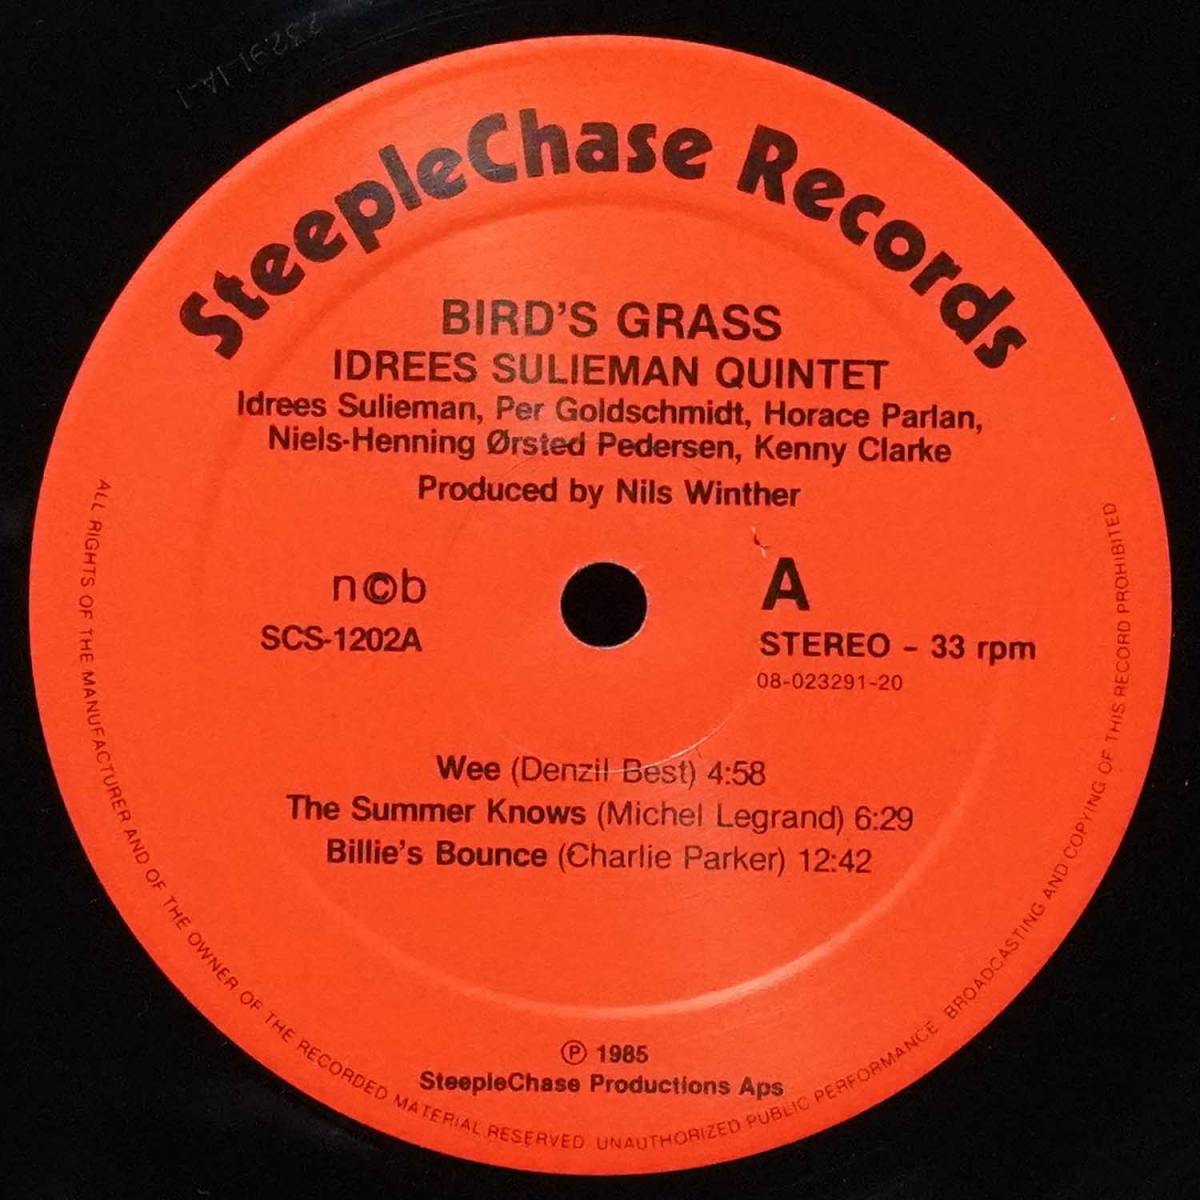 SteepleChase Records
BIRD'S GRASS
IDREES SULIEMAN QUINTET
Idrees Sulieman, Per Goldschmidt, Horace Parlan,
Niels-Henning Ørsted Pedersen, Kenny Clarke
Produced by Nils Winther
n©b
SCS-1202A
A
STEREO - 33 rpm
08-023291-20
Wee (Denzil Best) 4:58
The Summer Knows (Michel Legrand) 6:29
Billie's Bounce (Charlie Parker) 12:42
℗ 1985
SteepleChase Productions Aps
ALL RIGHTS OF THE MANUFACTURER AND OF THE OWNER OF THE RECORDED MATERIAL RESERVED UNAUTHORIZED PUBLIC PERFORMANCE BROADCASTING AND COPYING OF THIS RECORD PROHIBITED